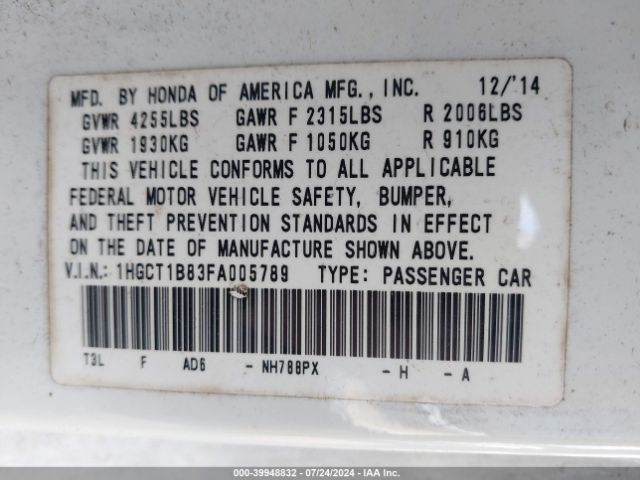 MFD. BY HONDA OF AMERICA MFG., INC. 12/'14
GVWR 4255LBS GAWR F 2315LBS R 2006LBS
GVWR 1930KG GAWR F 1050KG R 910KG
THIS VEHICLE CONFORMS TO ALL APPLICABLE
FEDERAL MOTOR VEHICLE SAFETY, BUMPER,
AND THEFT PREVENTION STANDARDS IN EFFECT
ON THE DATE OF MANUFACTURE SHOWN ABOVE.
V.I.N.: 1HGCT1B83FA005789 TYPE: PASSENGER CAR
T3L F AD6 - NH788PX - H - A
000-39948832 / 07/24/2024 - IAA Inc.